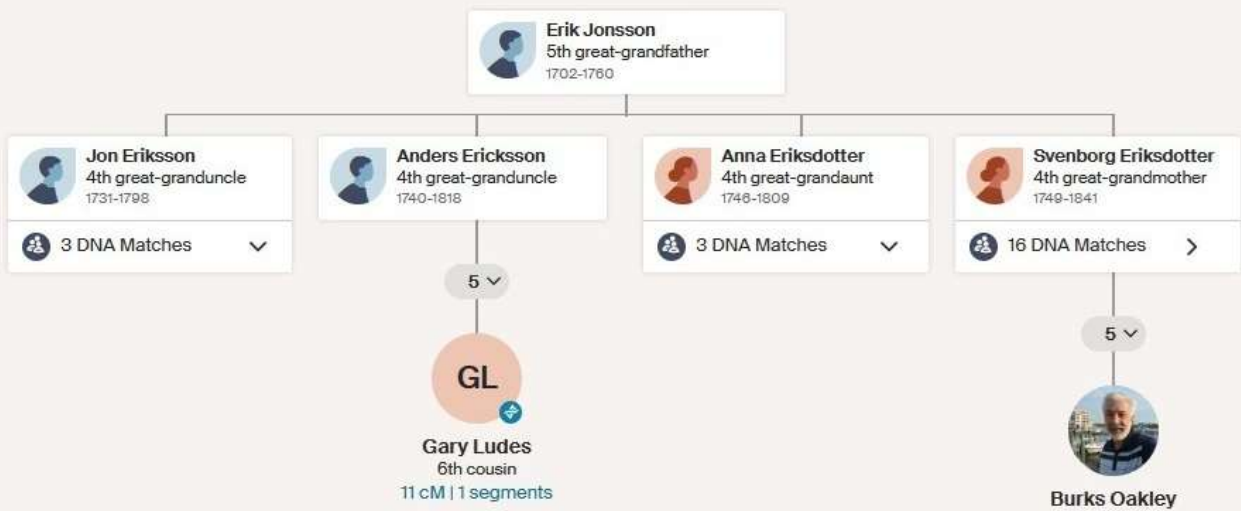 Erik Jonsson
5th great-grandfather
1702-1760
Jon Eriksson
4th great-granduncle
1731-1798
3 DNA Matches
Anders Ericksson
4th great-granduncle
1740-1818
Anna Eriksdotter
4th great-grandaunt
1746-1809
3 DNA Matches
Svenborg Eriksdotter
4th great-grandmother
1749-1841
16 DNA Matches
5
GL
Gary Ludes
6th cousin
11 cM | 1 segments
5
Burks Oakley